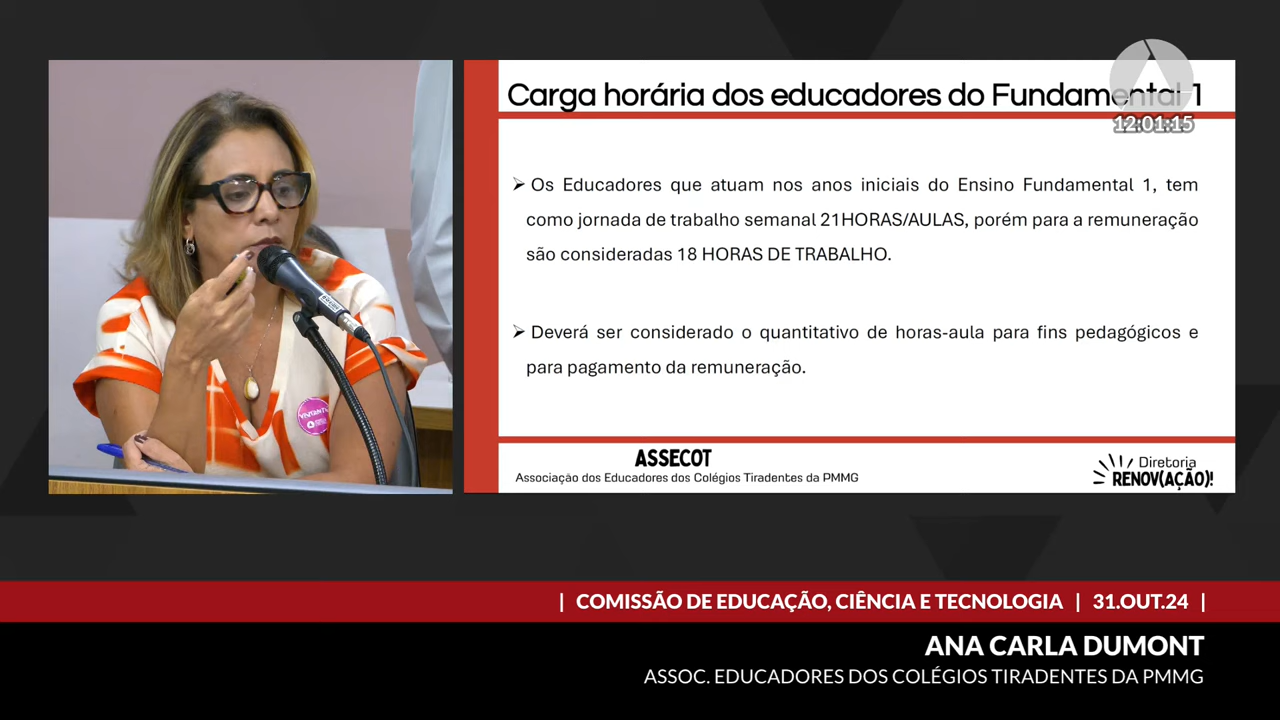 Carga horária dos educadores do Fundamental 1
12:01:15
➢ Os Educadores que atuam nos anos iniciais do Ensino Fundamental 1, tem
como jornada de trabalho semanal 21HORAS/AULAS, porém para a remuneração
são consideradas 18 HORAS DE TRABALHO.
➢ Deverá ser considerado o quantitativo de horas-aula para fins pedagógicos e
para pagamento da remuneração.
ASSECOT
Associação dos Educadores dos Colégios Tiradentes da PMMG
Diretoria
RENOV(AÇÃO)!
| COMISSÃO DE EDUCAÇÃO, CIÊNCIA E TECNOLOGIA | 31.OUT.24 |
ANA CARLA DUMONT
ASSOC. EDUCADORES DOS COLÉGIOS TIRADENTES DA PMMG